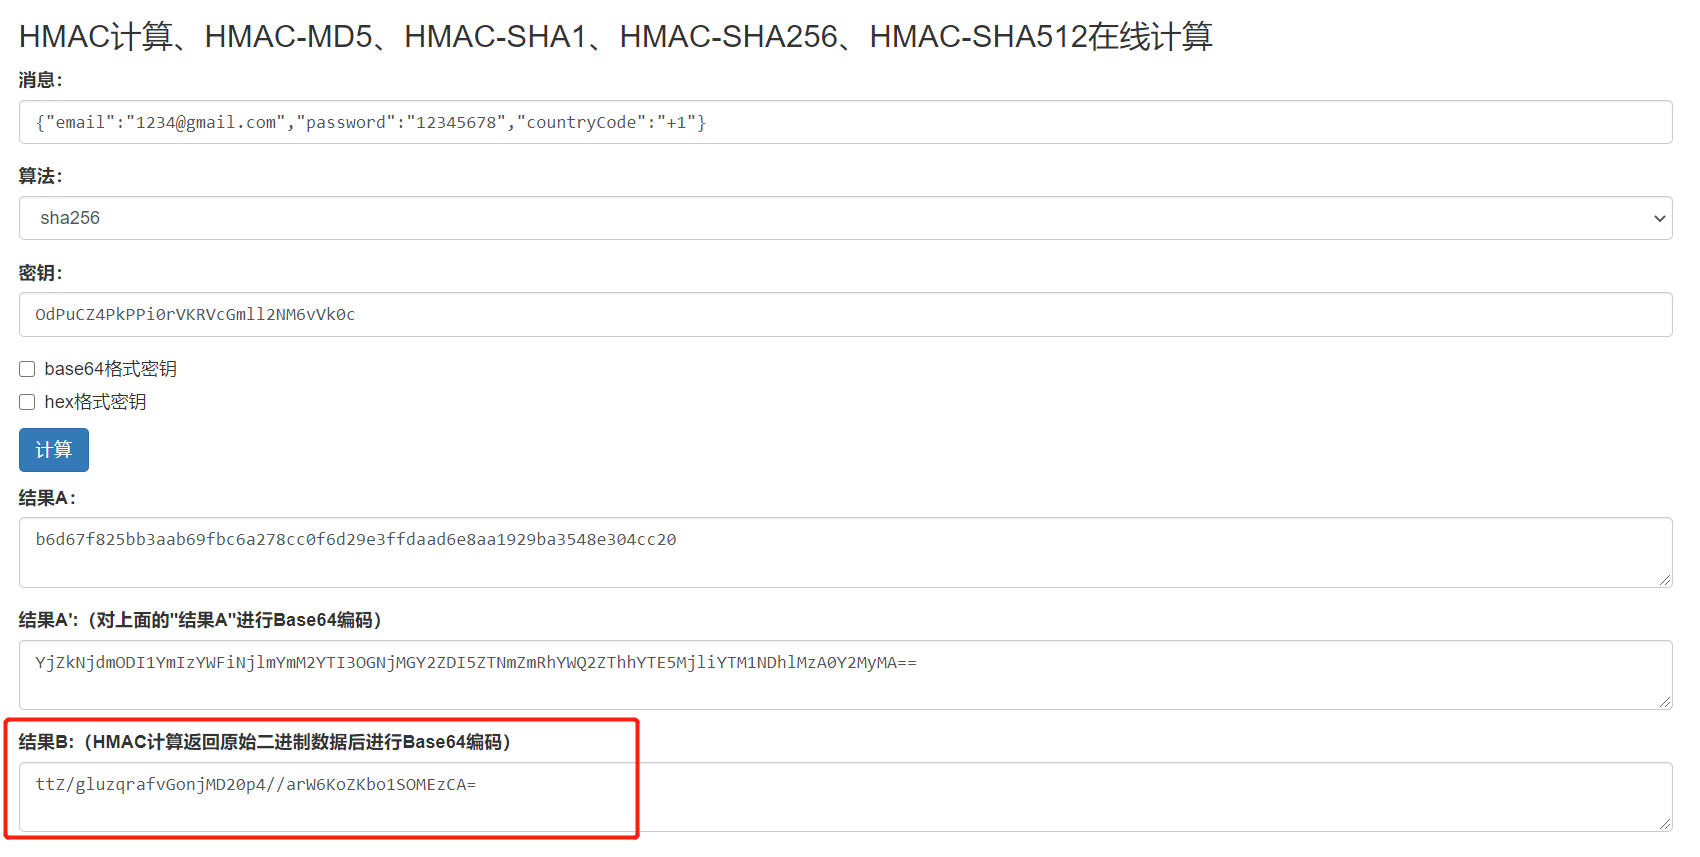 HMAC计算、HMAC-MD5、HMAC-SHA1、HMAC-SHA256、HMAC-SHA512在线计算
消息：
{"email":"1234@gmail.com","password":"12345678","countryCode":"+1"}
算法：
sha256
密钥：
OdPuCZ4PkPPi0rVKRVcGmll2NM6vVk0c
base64格式密钥
hex格式密钥
计算
结果A：
b6d67f825bb3aab69fbc6a278cc0f6d29e3ffdaad6e8aa1929ba3548e304cc20
结果A':（对上面的"结果A"进行Base64编码）
YjZkNjdmODI1YmIzYWFiNjlmYmM2YTI3OGNjMGY2ZDI5ZTNmZmRhYWQ2ZThhYTE5MjliYTM1NDhlMzA0Y2MyMA==
结果B:（HMAC计算返回原始二进制数据后进行Base64编码）
ttZ/gluzqrafvGonjMD20p4//arW6KoZKbo1SOMEzCA=